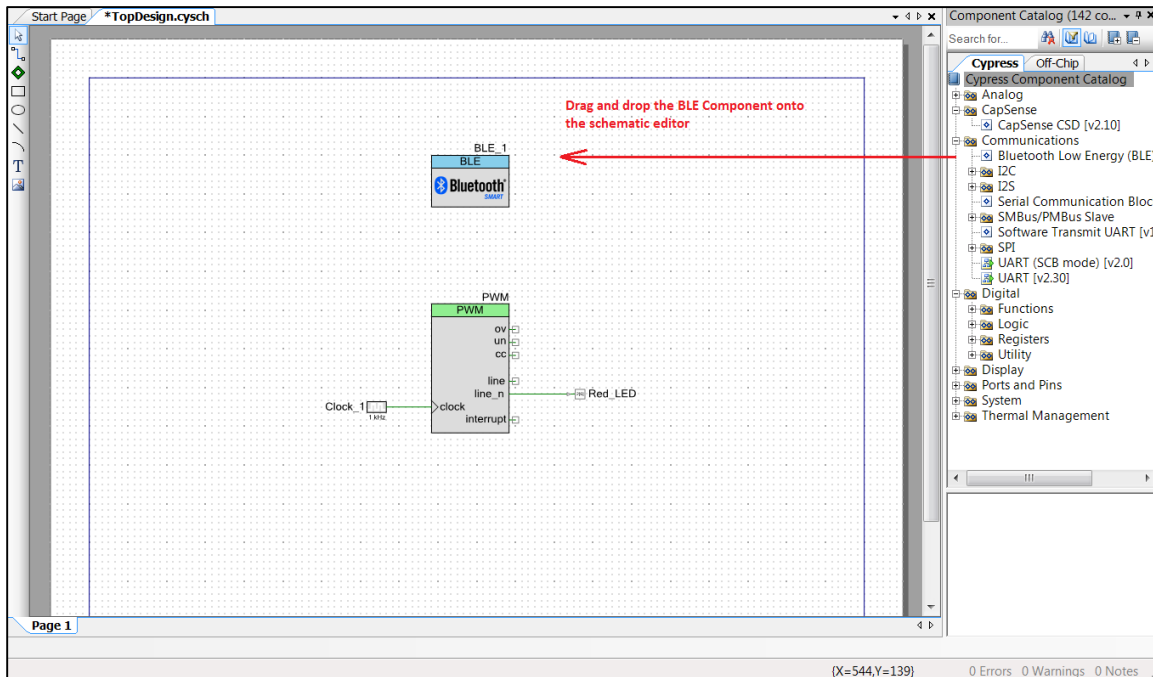 Start Page
*TopDesign.cysch
Component Catalog (142 co...
Search for...
Cypress
Off-Chip
Cypress Component Catalog
Analog
CapSense
CapSense CSD [v2.10]
Communications
Bluetooth Low Energy (BLE)
I2C
I2S
Serial Communication Bloc
SMBus/PMBus Slave
Software Transmit UART [v1
SPI
UART (SCB mode) [v2.0]
UART [v2.30]
Digital
Functions
Logic
Registers
Utility
Display
Ports and Pins
System
Thermal Management
T
Drag and drop the BLE Component onto
the schematic editor
BLE_1
BLE
Bluetooth®
SMART
PWM
PWM
ov
un
cc
line
line_n
Red_LED
Clock_1
1 kHz
clock
interrupt
Page 1
{X=544,Y=139}
0 Errors 0 Warnings 0 Notes